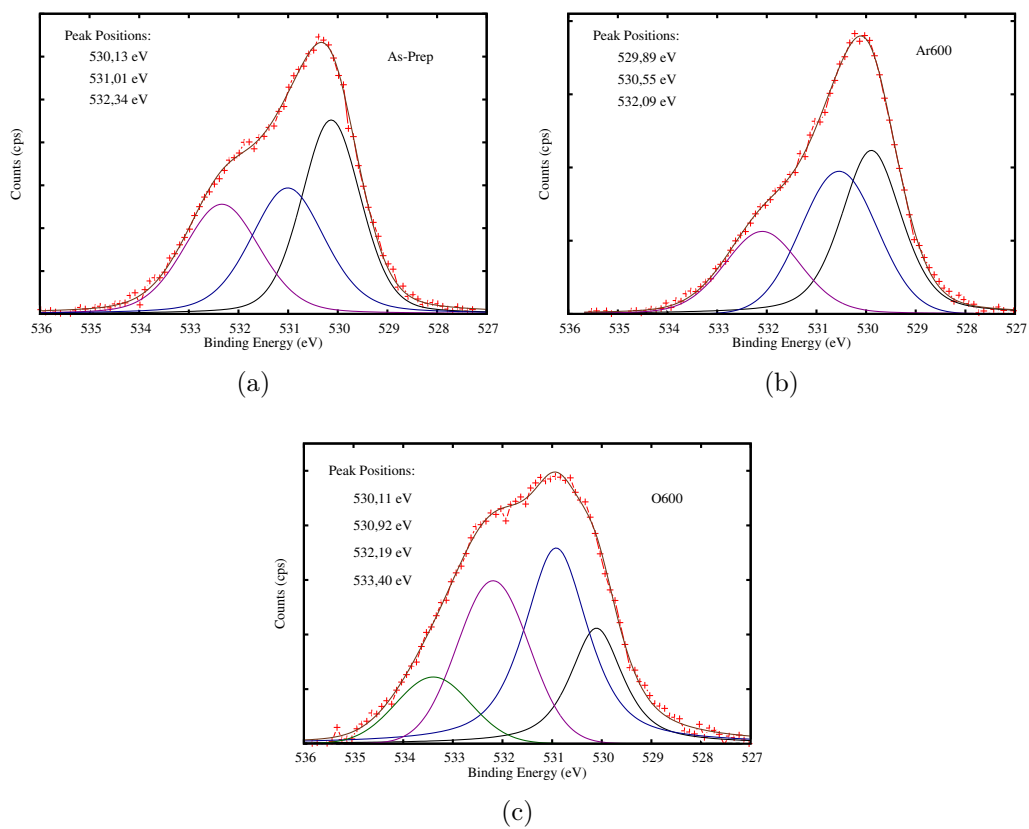 Peak Positions:
530,13 eV
531,01 eV
532,34 eV
As-Prep
Counts (cps)
536 535 534 533 532 531 530 529 528 527
Binding Energy (eV)
(a)
Peak Positions:
529,89 eV
530,55 eV
532,09 eV
Ar600
Counts (cps)
536 535 534 533 532 531 530 529 528 527
Binding Energy (eV)
(b)
Peak Positions:
530,11 eV
530,92 eV
532,19 eV
533,40 eV
O600
Counts (cps)
536 535 534 533 532 531 530 529 528 527
Binding Energy (eV)
(c)